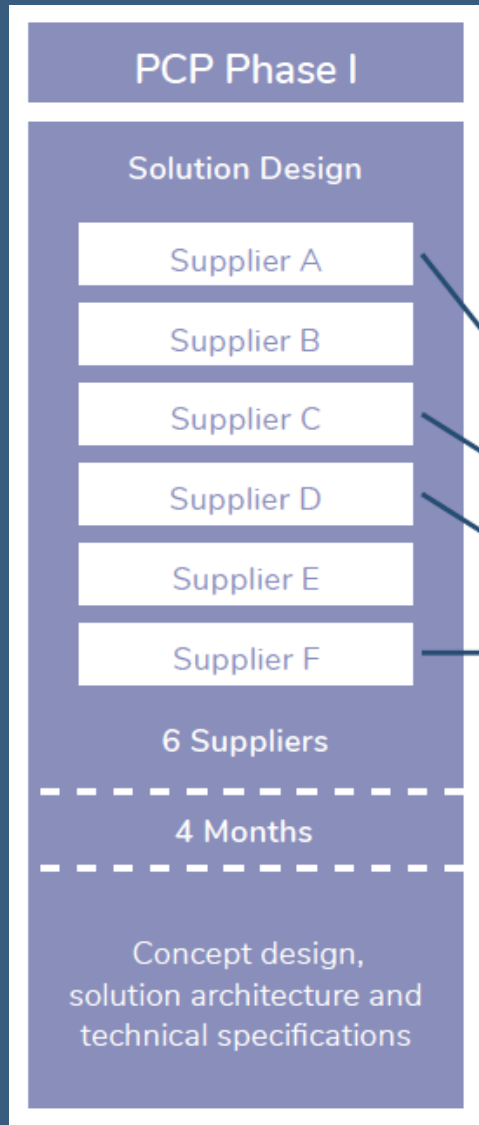 PCP Phase I
Solution Design
Supplier A
Supplier B
Supplier C
Supplier D
Supplier E
Supplier F
6 Suppliers
4 Months
Concept design,
solution architecture and
technical specifications